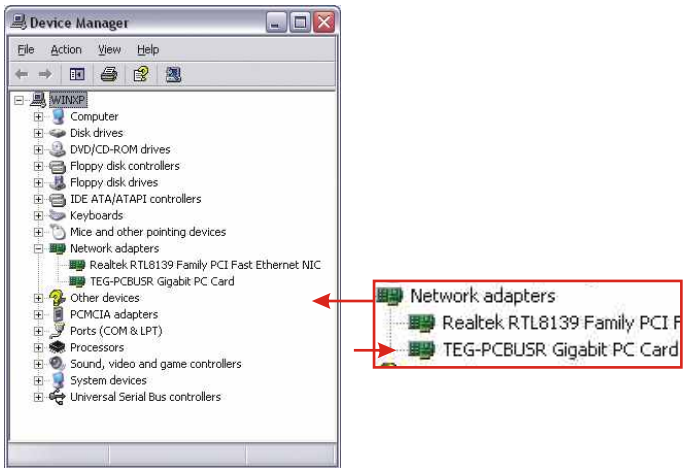 Device Manager
File Action View Help
WINXP
Computer
Disk drives
DVD/CD-ROM drives
Floppy disk controllers
Floppy disk drives
IDE ATA/ATAPI controllers
Keyboards
Mice and other pointing devices
Network adapters
Realtek RTL8139 Family PCI Fast Ethernet NIC
TEG-PCBUSR Gigabit PC Card
Other devices
PCMCIA adapters
Ports (COM & LPT)
Processors
Sound, video and game controllers
System devices
Universal Serial Bus controllers
Network adapters
Realtek RTL8139 Family PCI F
TEG-PCBUSR Gigabit PC Card